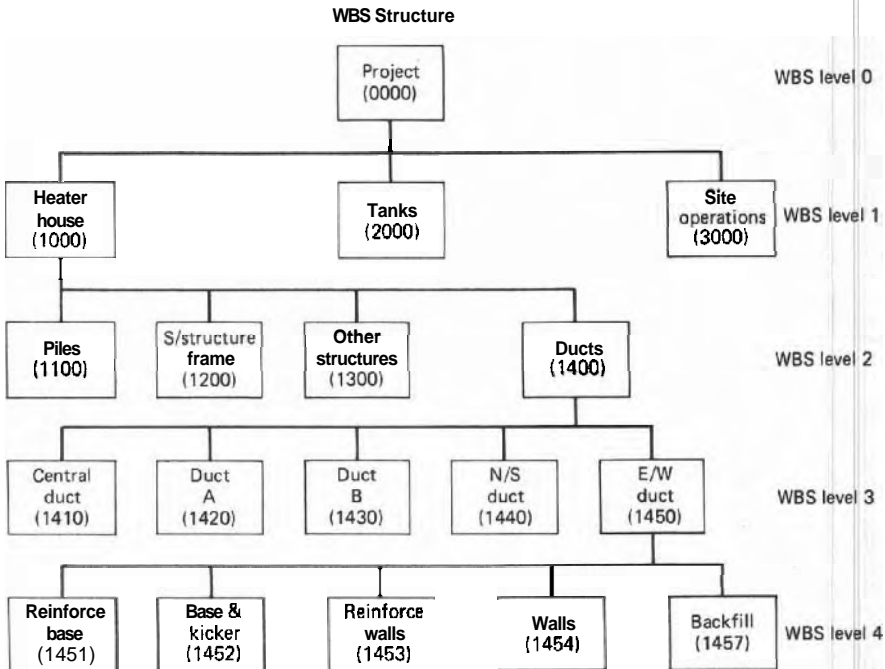 WBS Structure
Project
(0000)
WBS level 0
Heater
house
(1000)
Tanks
(2000)
Site
operations
(3000)
WBS level 1
Piles
(1100)
S/structure
frame
(1200)
Other
structures
(1300)
Ducts
(1400)
WBS level 2
Central
duct
(1410)
Duct
A
(1420)
Duct
B
(1430)
N/S
duct
(1440)
E/W
duct
(1450)
WBS level 3
Reinforce
base
(1451)
Base &
kicker
(1452)
Reinforce
walls
(1453)
Walls
(1454)
Backfill
(1457)
WBS level 4